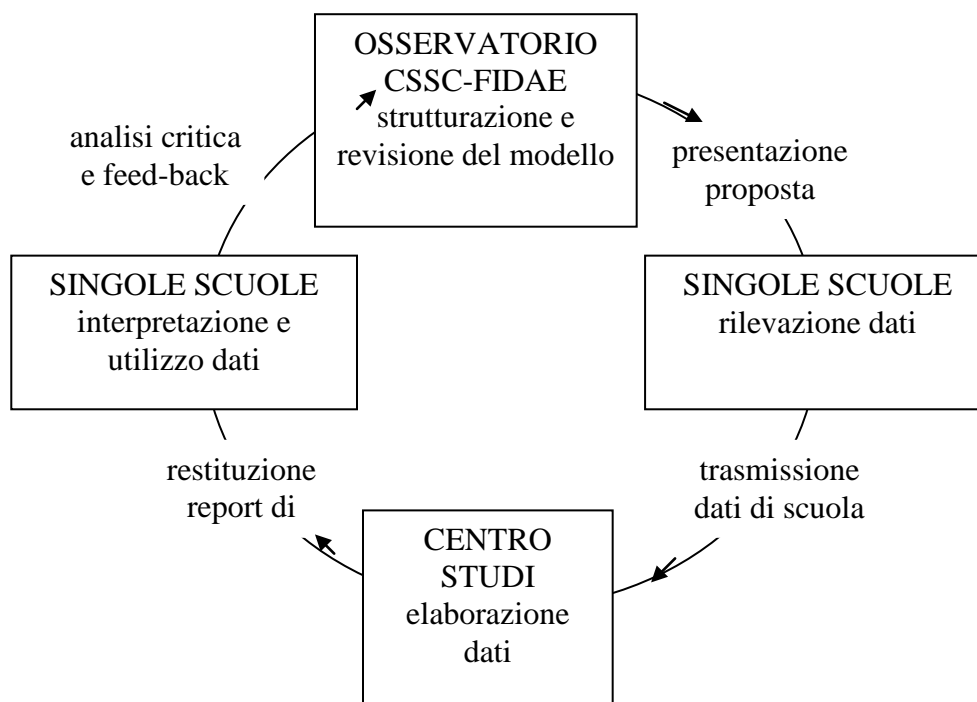 OSSERVATORIO
CSSC-FIDAE
strutturazione e
revisione del modello
presentazione
proposta
SINGOLE SCUOLE
rilevazione dati
trasmissione
dati di scuola
CENTRO
STUDI
elaborazione
dati
restituzione
report di
SINGOLE SCUOLE
interpretazione e
utilizzo dati
analisi critica
e feed-back